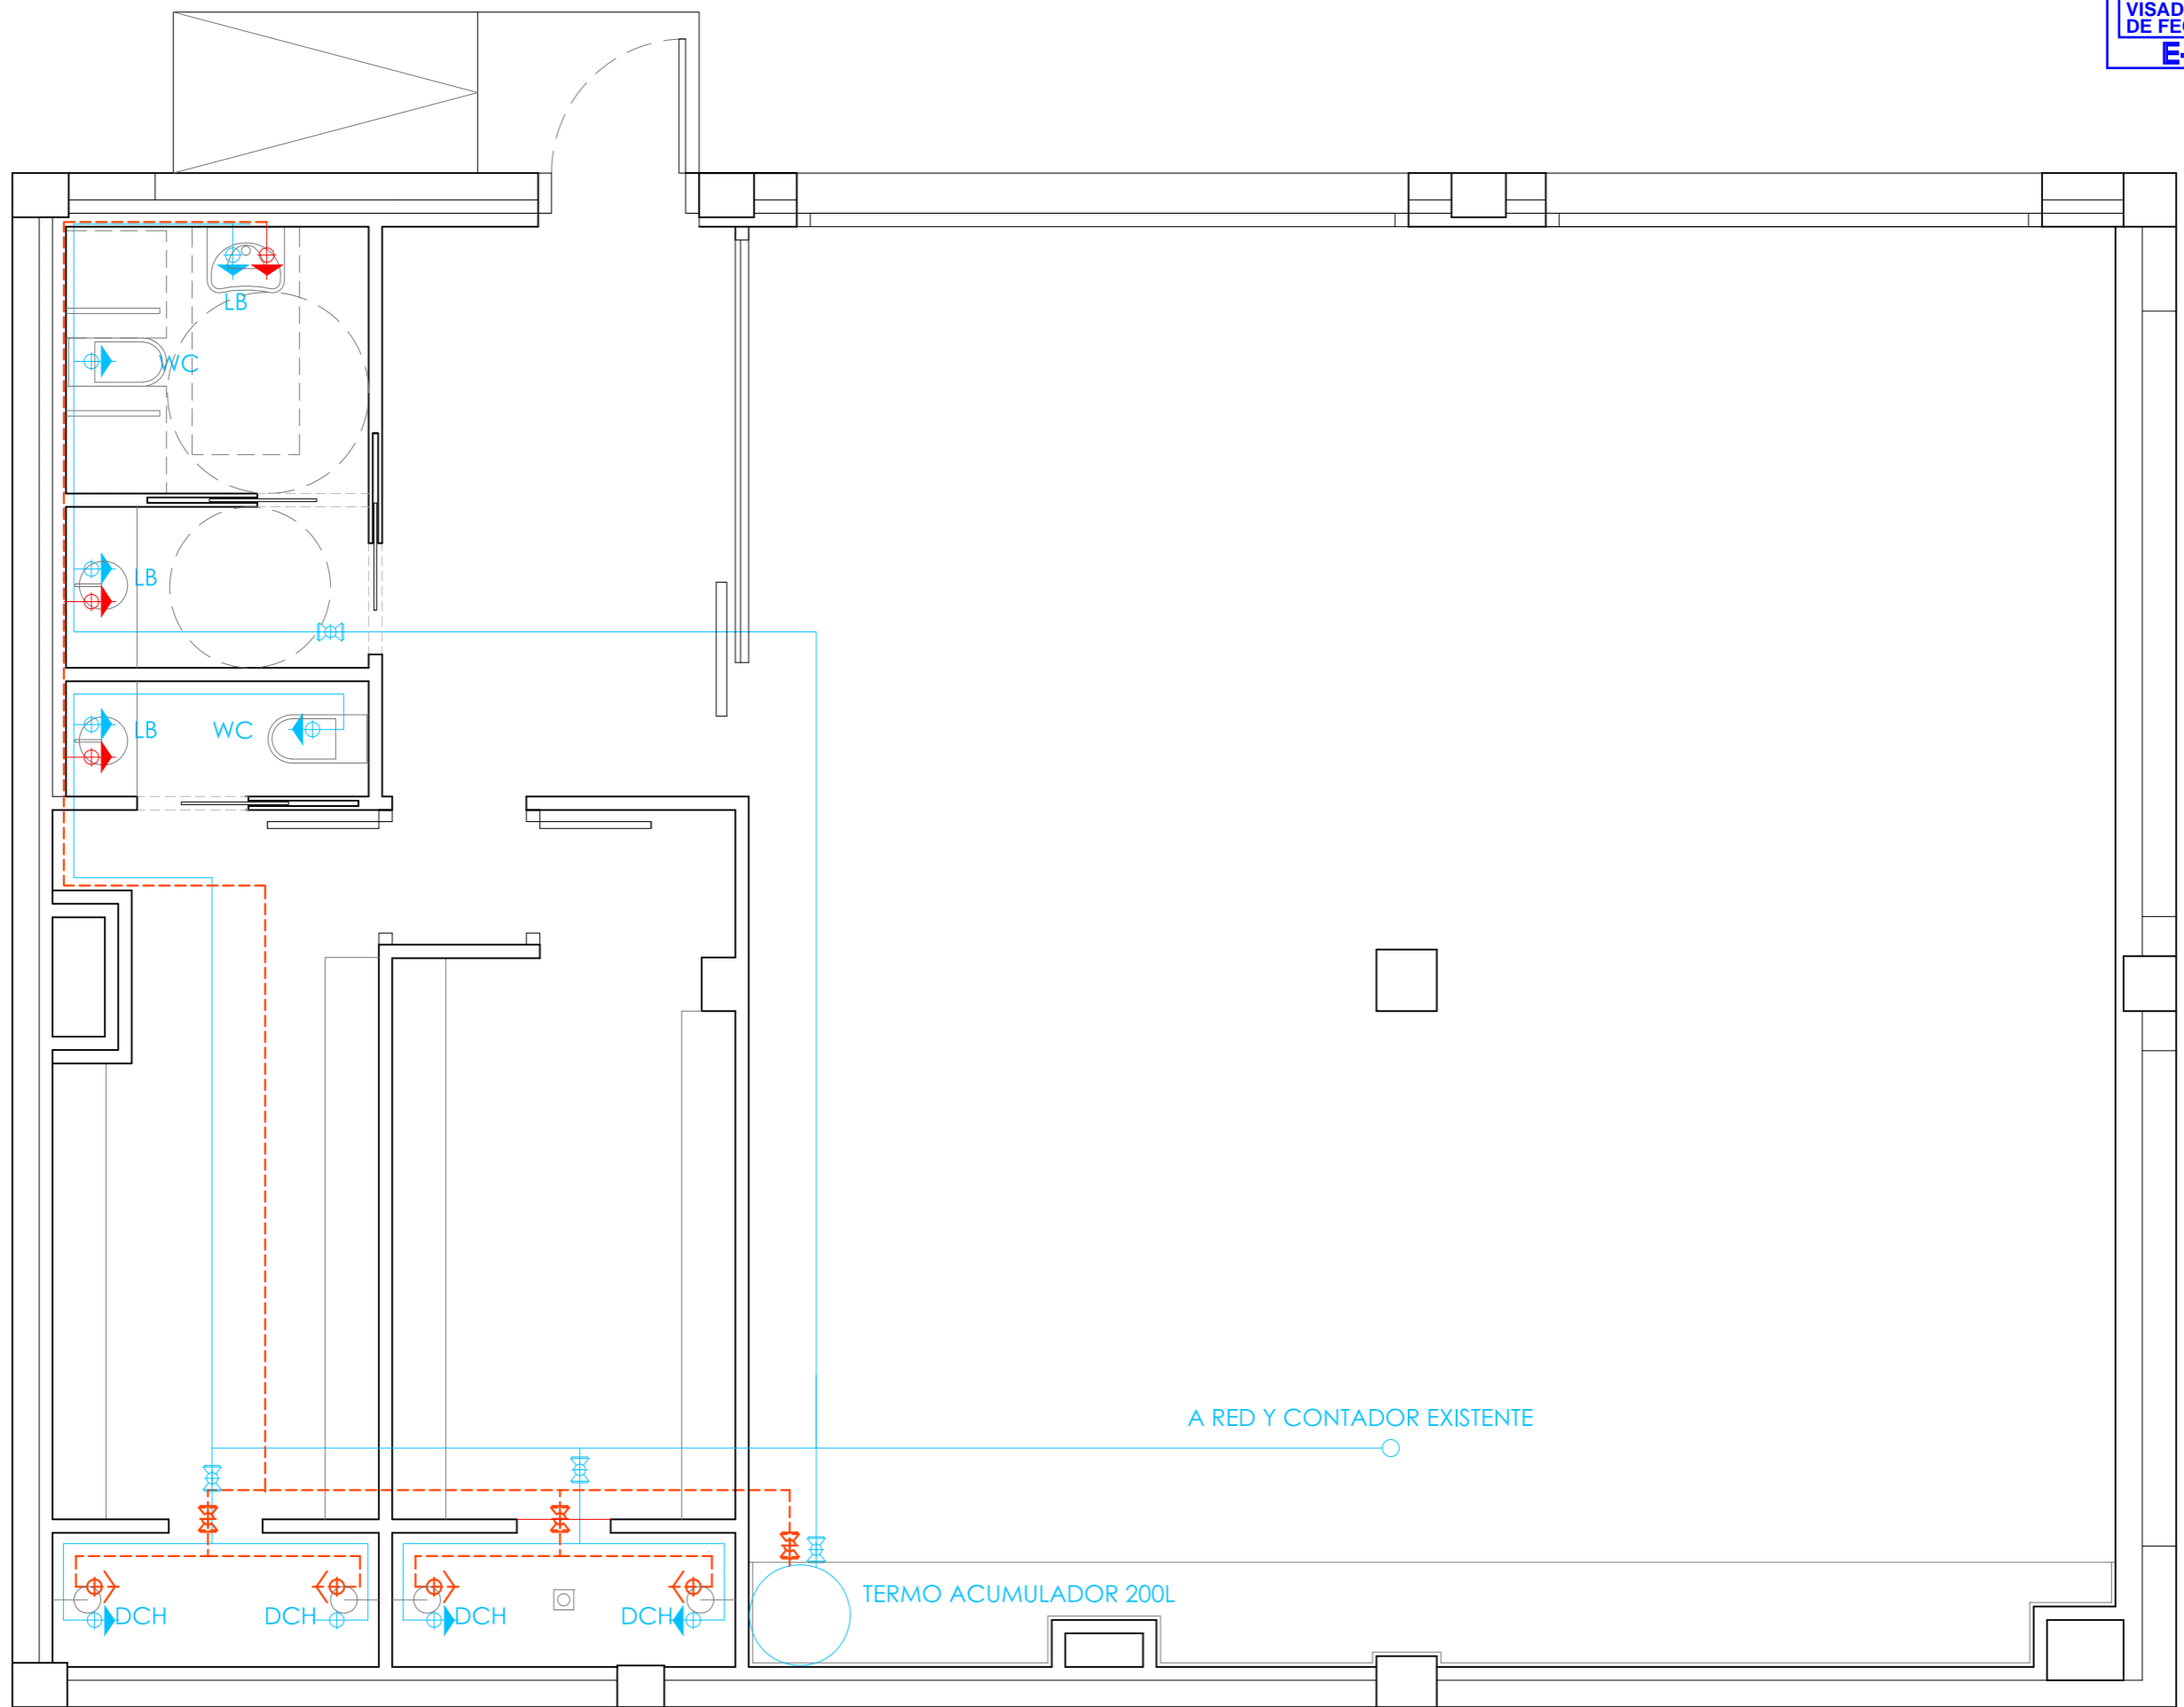 VISAD
DE FE
E-
LB
WC
LB
LB
WC
A RED Y CONTADOR EXISTENTE
TERMO ACUMULADOR 200L
DCH
DCH
DCH
DCH